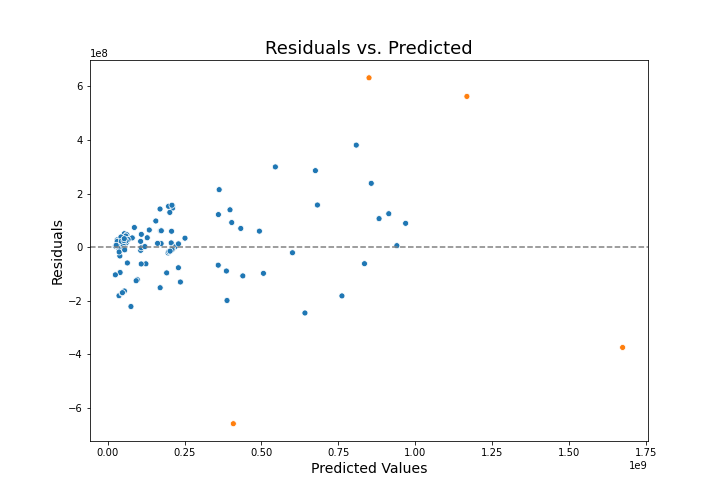 Residuals vs. Predicted
1e8
6
4
2
0
−2
−4
−6
Residuals
0.00 0.25 0.50 0.75 1.00 1.25 1.50 1.75
1e9
Predicted Values